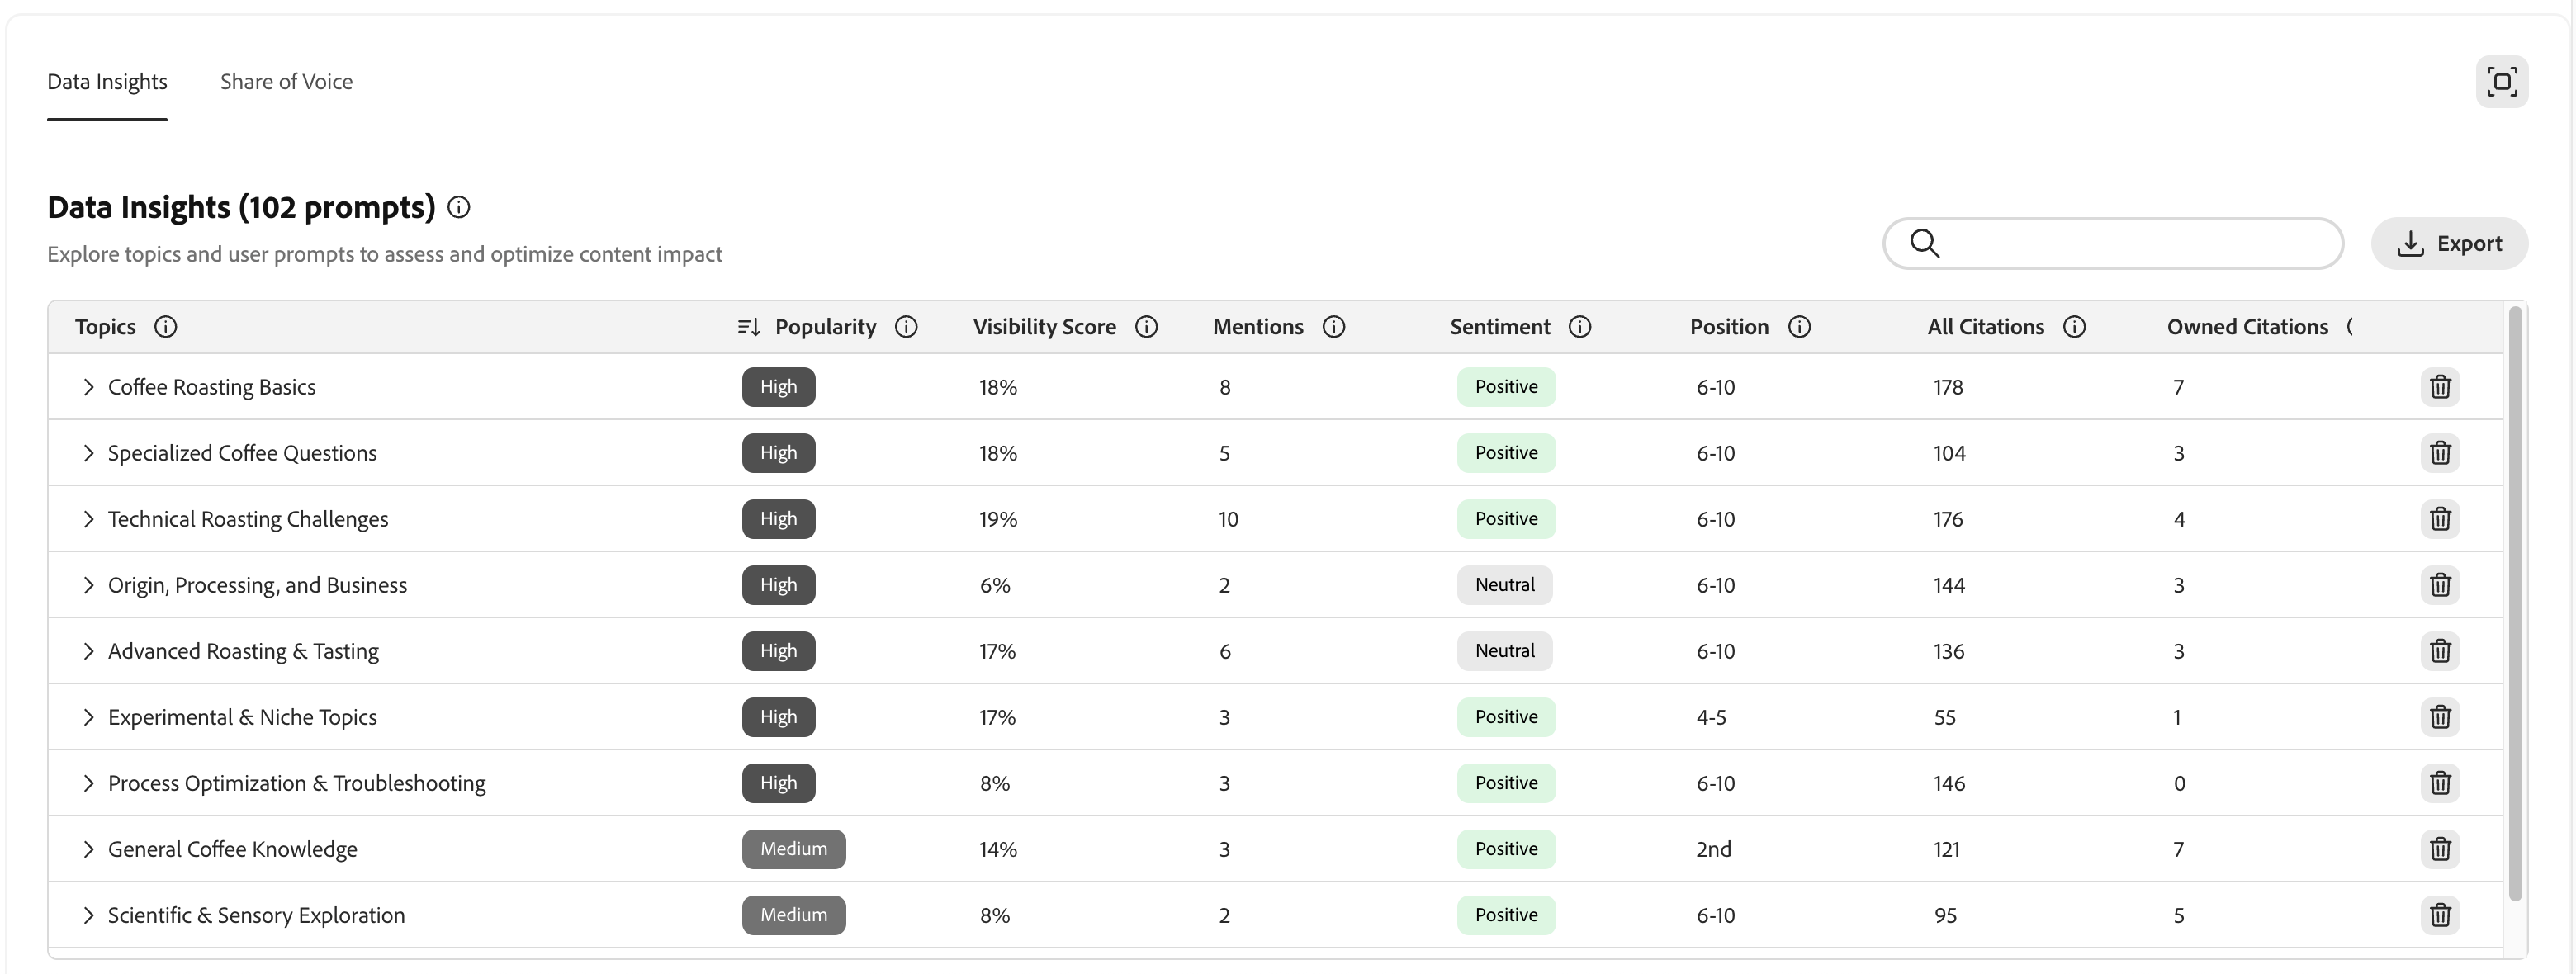 Data Insights Share of Voice
Data Insights (102 prompts)
Explore topics and user prompts to assess and optimize content impact
Export
Topics Popularity Visibility Score Mentions Sentiment Position All Citations Owned Citations
Coffee Roasting Basics High 18% 8 Positive 6-10 178 7
Specialized Coffee Questions High 18% 5 Positive 6-10 104 3
Technical Roasting Challenges High 19% 10 Positive 6-10 176 4
Origin, Processing, and Business High 6% 2 Neutral 6-10 144 3
Advanced Roasting & Tasting High 17% 6 Neutral 6-10 136 3
Experimental & Niche Topics High 17% 3 Positive 4-5 55 1
Process Optimization & Troubleshooting High 8% 3 Positive 6-10 146 0
General Coffee Knowledge Medium 14% 3 Positive 2nd 121 7
Scientific & Sensory Exploration Medium 8% 2 Positive 6-10 95 5